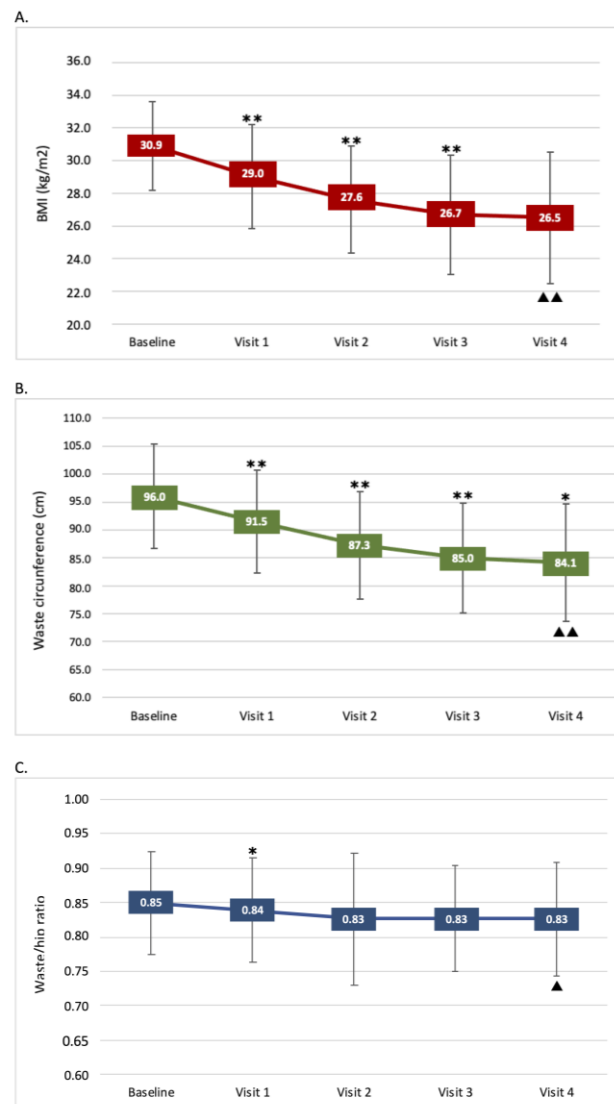 A.
36.0
34.0
32.0
30.0
28.0
26.0
24.0
22.0
20.0
BMI (kg/m2)
** ** **
30.9 29.0 27.6 26.7 26.5
▲▲
Baseline Visit 1 Visit 2 Visit 3 Visit 4
B.
110.0
105.0
100.0
95.0
90.0
85.0
80.0
75.0
70.0
65.0
60.0
Waste circunference (cm)
** ** ** *
96.0 91.5 87.3 85.0 84.1
▲▲
Baseline Visit 1 Visit 2 Visit 3 Visit 4
C.
1.00
0.95
0.90
0.85
0.80
0.75
0.70
0.65
0.60
Waste/hip ratio
*
0.85 0.84 0.83 0.83 0.83
▲
Baseline Visit 1 Visit 2 Visit 3 Visit 4